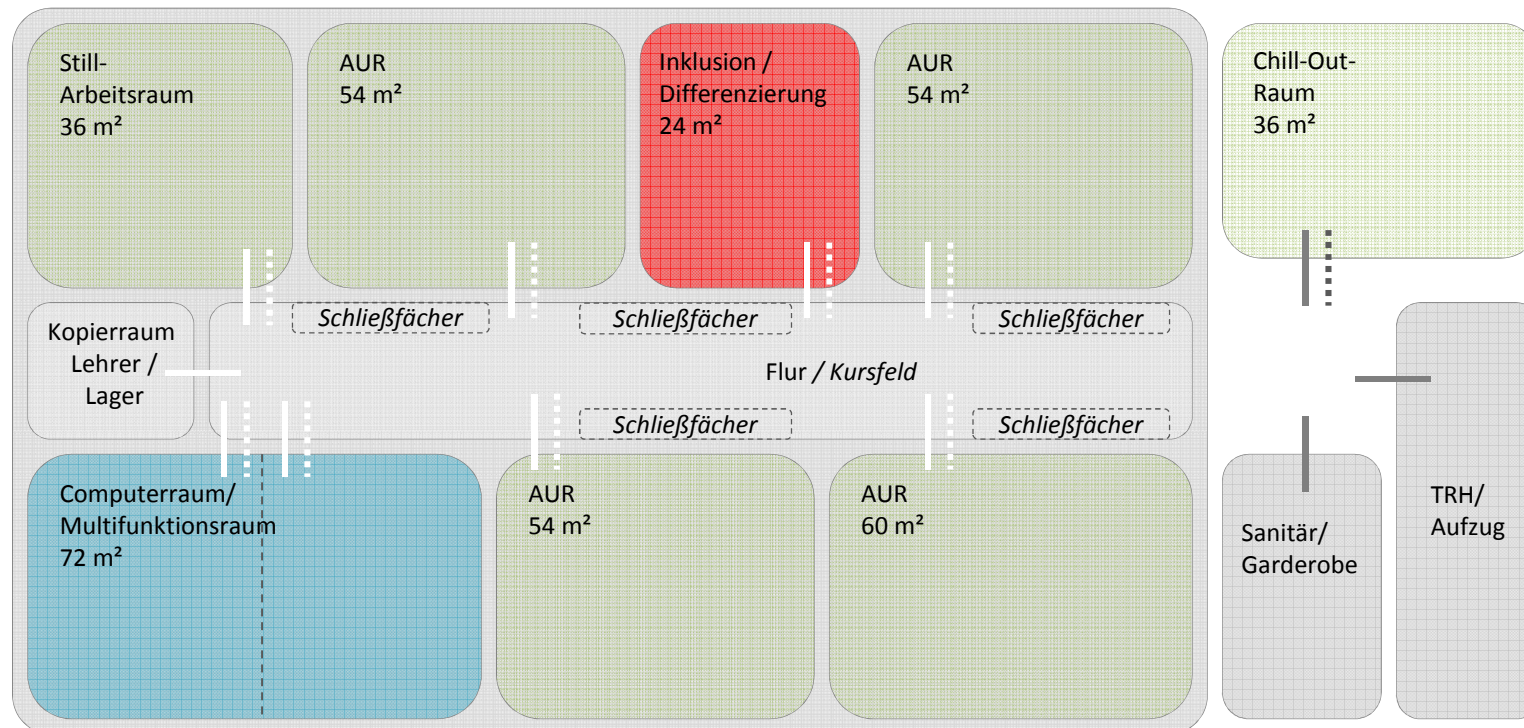 Still-
Arbeitsraum
36 m²
AUR
54 m²
Inklusion /
Differenzierung
24 m²
AUR
54 m²
Chill-Out-
Raum
36 m²
Schließfächer
Schließfächer
Schließfächer
Kopierraum
Lehrer /
Lager
Flur / Kursfeld
Schließfächer
Schließfächer
Computerraum/
Multifunktionsraum
72 m²
AUR
54 m²
AUR
60 m²
Sanitär/
Garderobe
TRH/
Aufzug